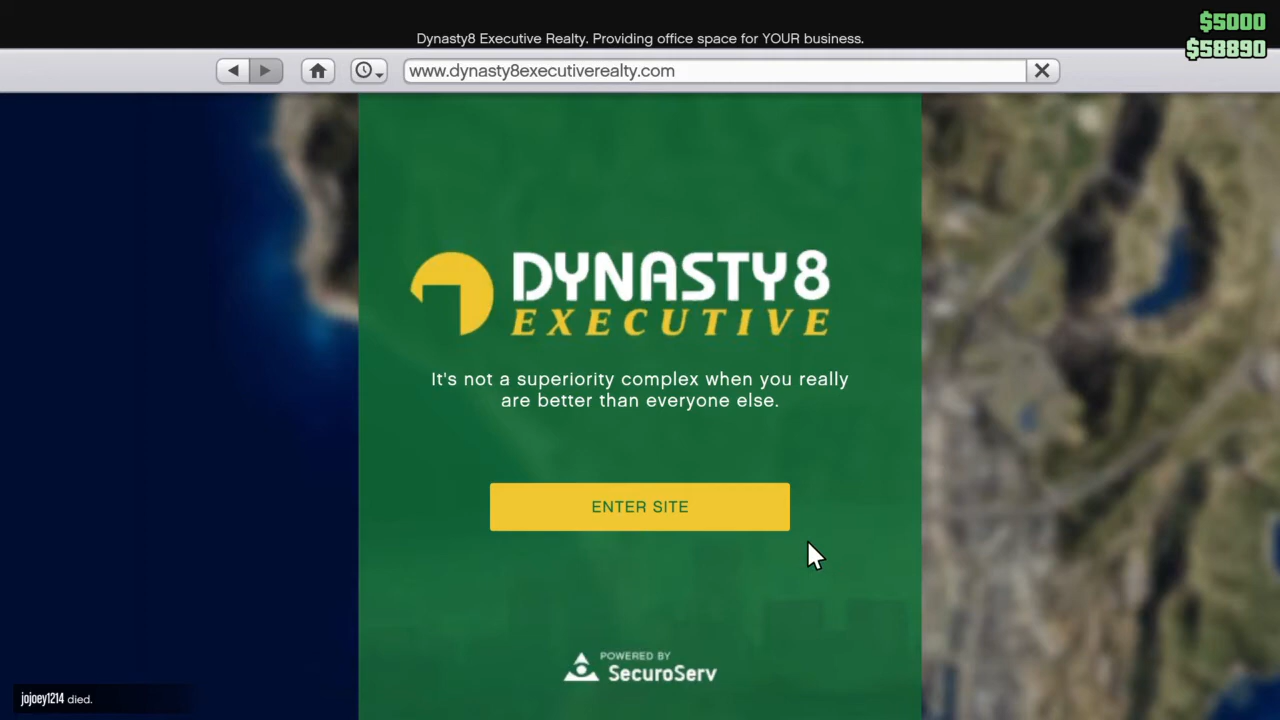 $5000
$58890
Dynasty8 Executive Realty. Providing office space for YOUR business.
www.dynasty8executiverealty.com
DYNASTY8
EXECUTIVE
It's not a superiority complex when you really
are better than everyone else.
ENTER SITE
POWERED BY
SecuroServ
jojoey1214 died.